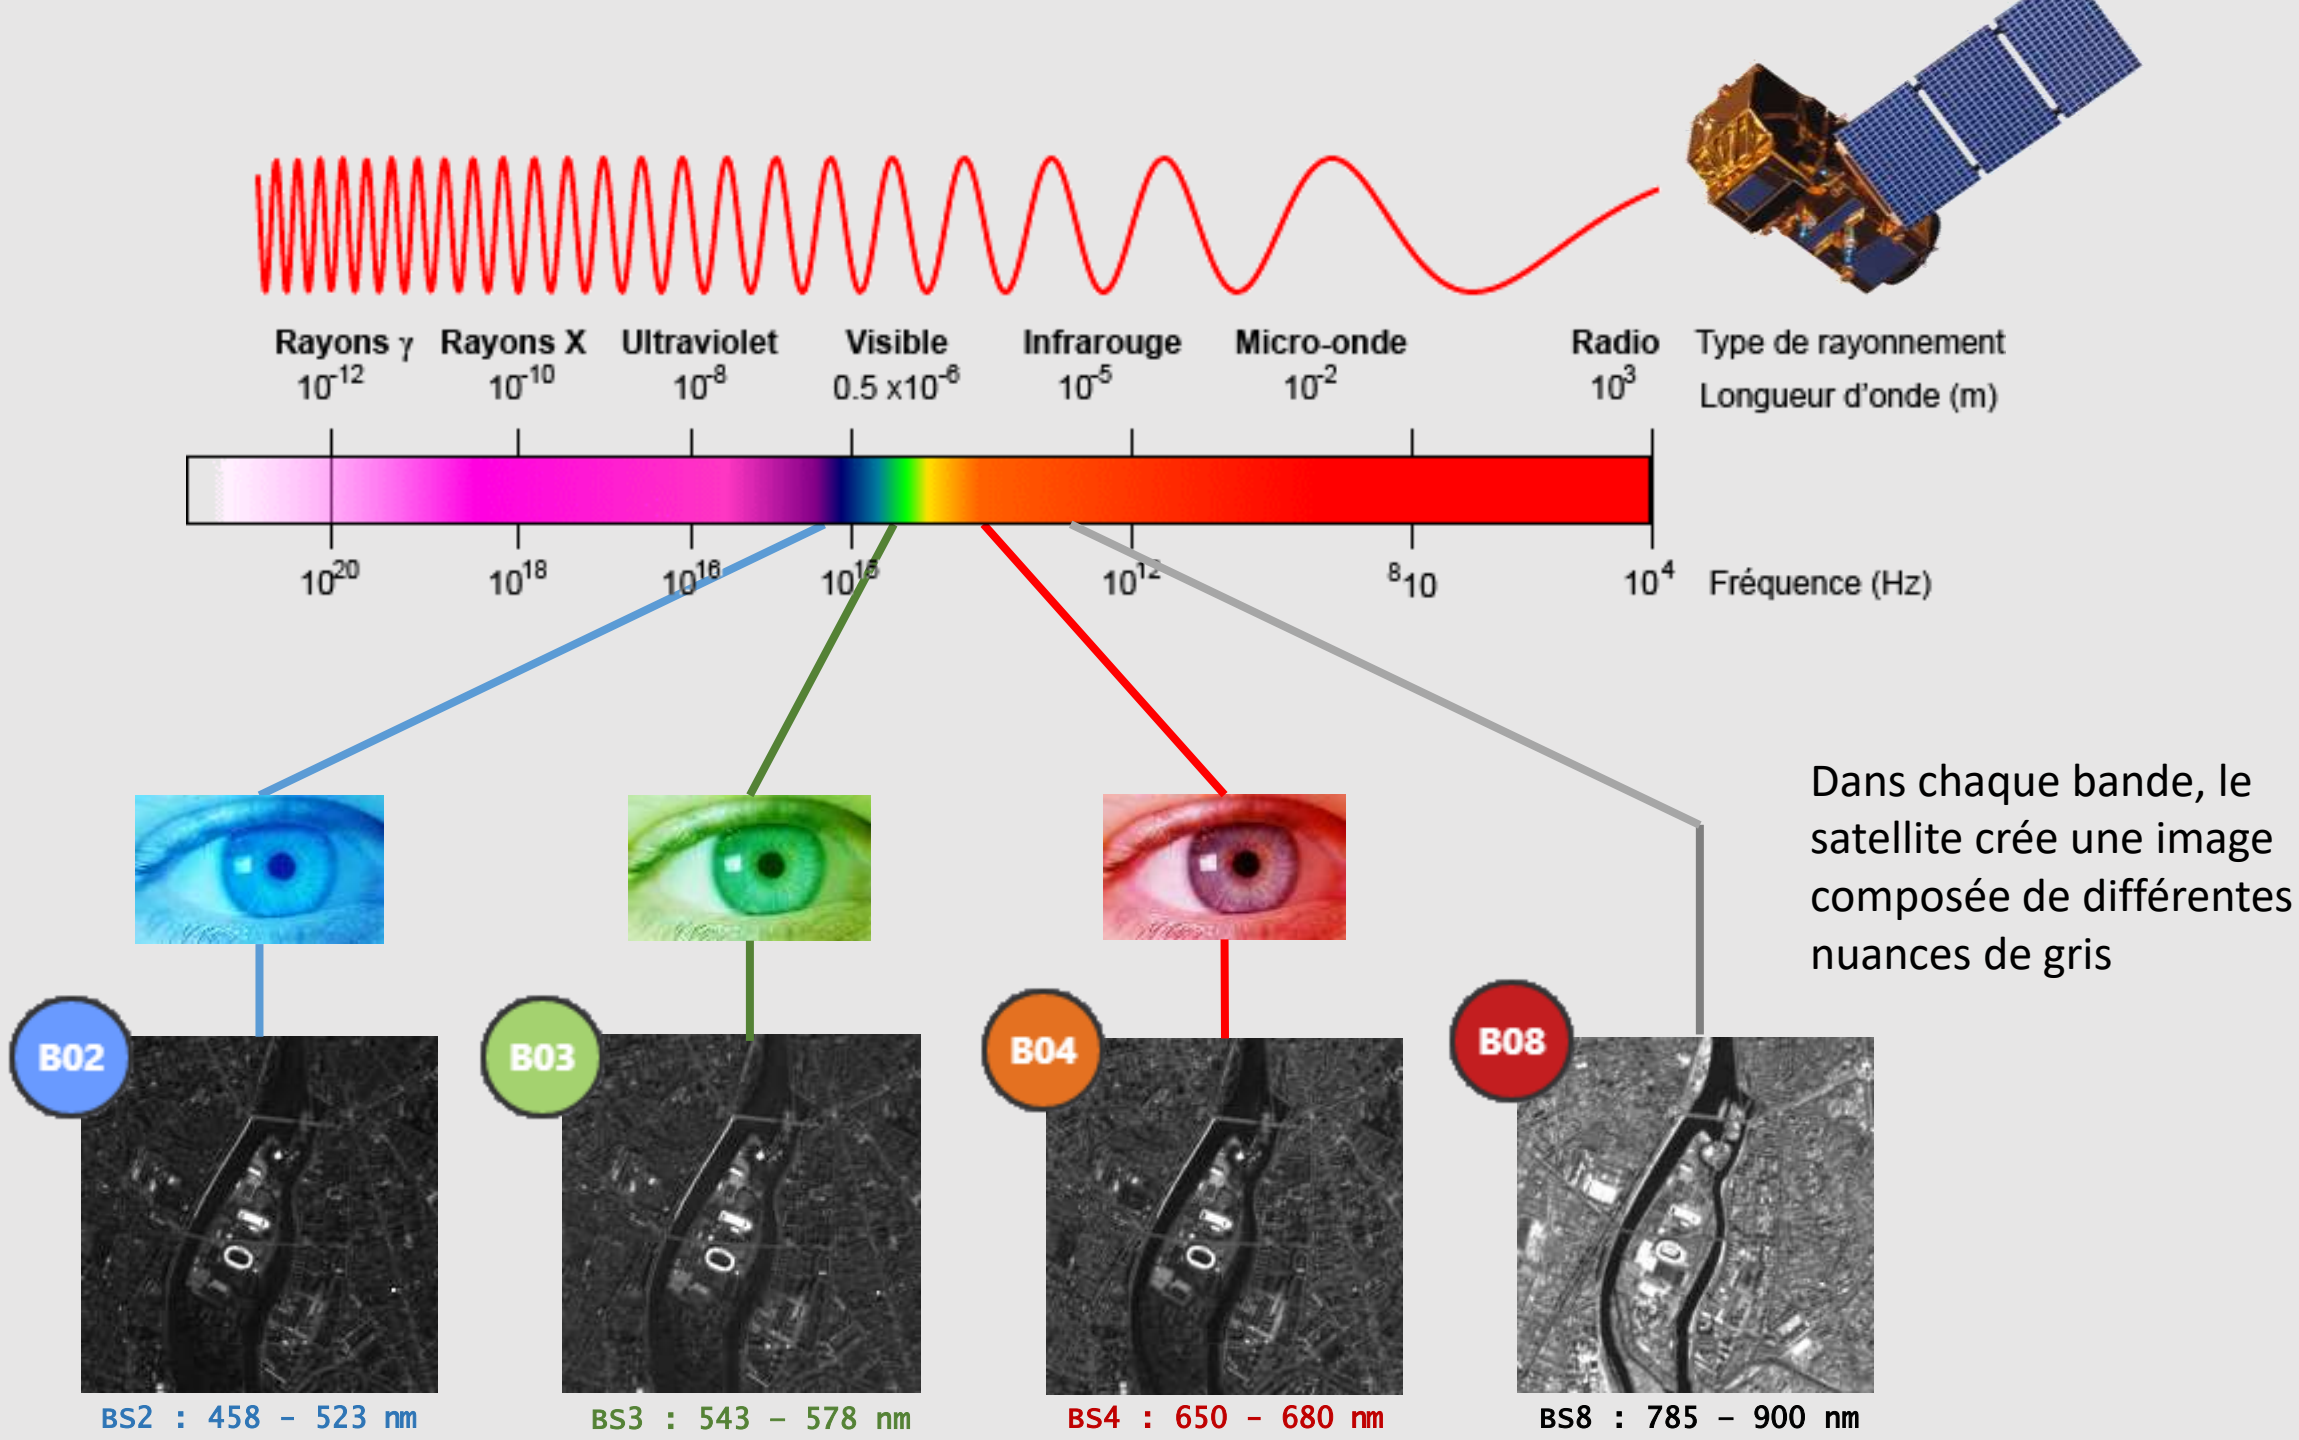 Rayons γ Rayons X Ultraviolet Visible Infrarouge Micro-onde Radio Type de rayonnement
10⁻¹² 10⁻¹⁰ 10⁻⁸ 0.5 x10⁻⁶ 10⁻⁵ 10⁻² 10³ Longueur d'onde (m)
10²⁰ 10¹⁸ 10¹⁶ 10¹⁵ 10¹² ⁸10 10⁴ Fréquence (Hz)
Dans chaque bande, le
satellite crée une image
composée de différentes
nuances de gris
B02 B03 B04 B08
BS2 : 458 – 523 nm BS3 : 543 – 578 nm BS4 : 650 – 680 nm BS8 : 785 – 900 nm